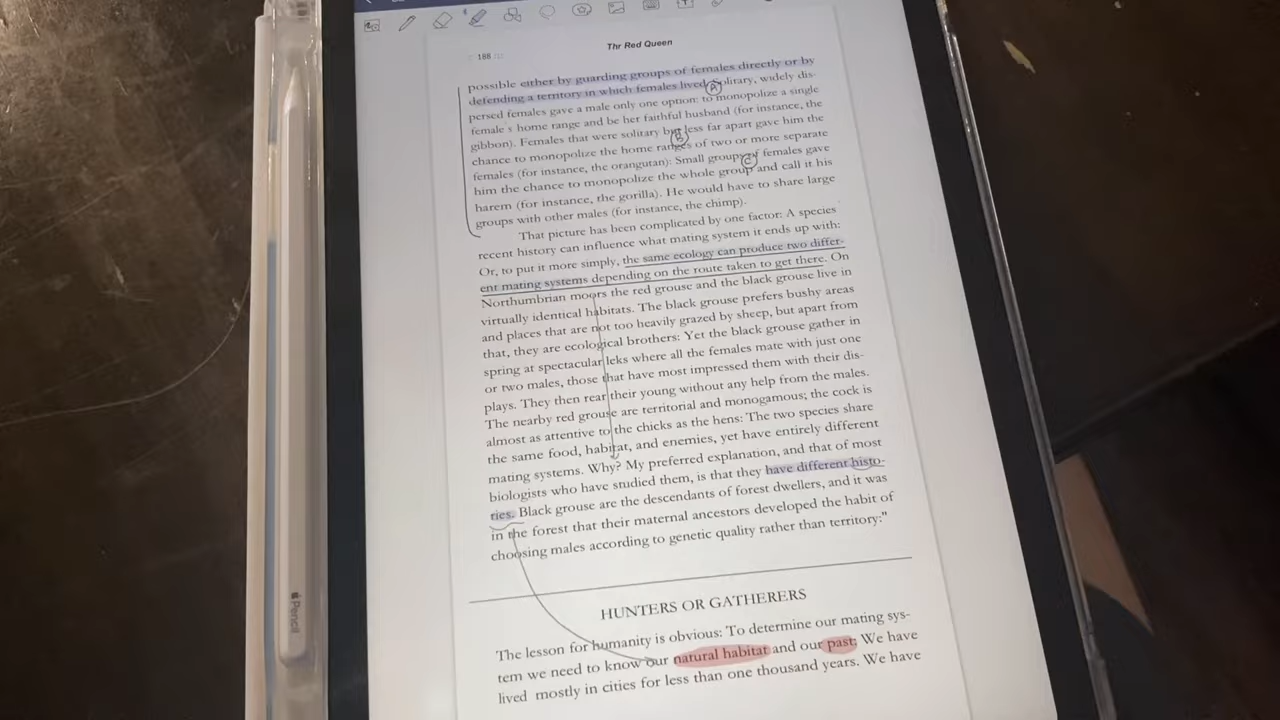 Thr Red Queen
188
possible either by guarding groups of females directly or by
defending a territory in which females lived. Solitary, widely dis-
persed females gave a male only one option: to monopolize a single
female s home range and be her faithful husband (for instance, the
gibbon). Females that were solitary but less far apart gave him the
chance to monopolize the home ranges of two or more separate
females (for instance, the orangutan): Small groups of females gave
him the chance to monopolize the whole group and call it his
harem (for instance, the gorilla). He would have to share large
groups with other males (for instance, the chimp).
That picture has been complicated by one factor: A species
recent history can influence what mating system it ends up with:
Or, to put it more simply, the same ecology can produce two differ-
ent mating systems depending on the route taken to get there. On
Northumbrian moors the red grouse and the black grouse live in
virtually identical habitats. The black grouse prefers bushy areas
and places that are not too heavily grazed by sheep, but apart from
that, they are ecological brothers: Yet the black grouse gather in
spring at spectacular leks where all the females mate with just one
or two males, those that have most impressed them with their dis-
plays. They then rear their young without any help from the males.
The nearby red grouse are territorial and monogamous; the cock is
almost as attentive to the chicks as the hens: The two species share
the same food, habitat, and enemies, yet have entirely different
mating systems. Why? My preferred explanation, and that of most
biologists who have studied them, is that they have different histo-
ries. Black grouse are the descendants of forest dwellers, and it was
in the forest that their maternal ancestors developed the habit of
choosing males according to genetic quality rather than territory:"
HUNTERS OR GATHERERS
The lesson for humanity is obvious: To determine our mating sys-
tem we need to know our natural habitat and our past: We have
lived mostly in cities for less than one thousand years. We have
A
B
C
Pencil